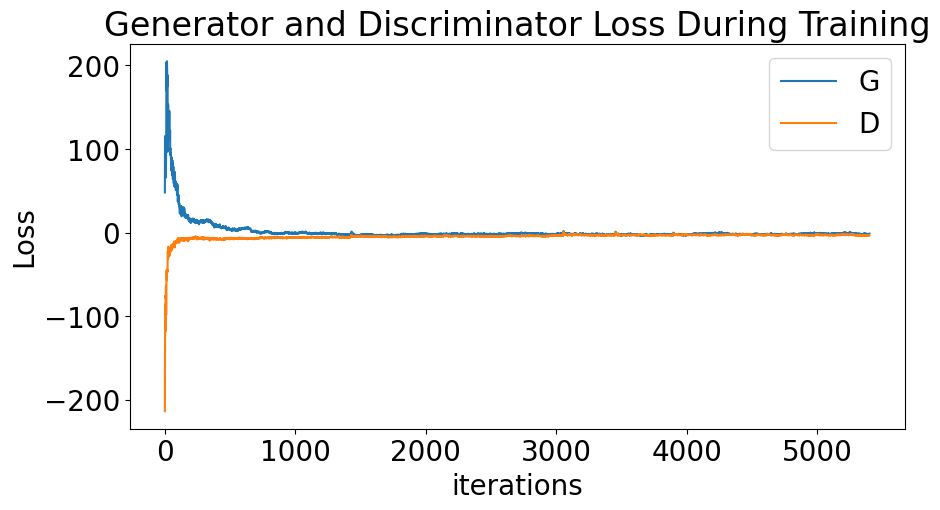 Generator and Discriminator Loss During Training
200
100
0
−100
−200
Loss
G
D
0 1000 2000 3000 4000 5000
iterations